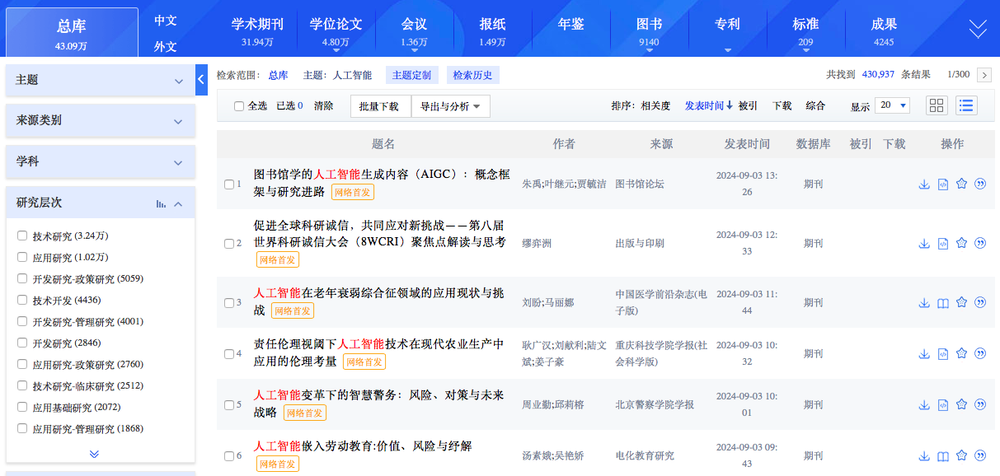 总库
43.09万
中文
外文
学术期刊
31.94万
学位论文
4.80万
会议
1.36万
报纸
1.49万
年鉴
图书
9140
专利
标准
209
成果
4245
主题
来源类别
学科
研究层次
技术研究 (3.24万)
应用研究 (1.02万)
开发研究-政策研究 (5059)
技术开发 (4436)
开发研究-管理研究 (4001)
开发研究 (2846)
应用研究-政策研究 (2760)
技术研究-临床研究 (2512)
应用基础研究 (2072)
应用研究-管理研究 (1868)
检索范围: 总库 主题: 人工智能 主题定制 检索历史 共找到 430,937 条结果 1/300
全选 已选 0 清除 批量下载 导出与分析 排序: 相关度 发表时间 被引 下载 综合 显示 20
题名 作者 来源 发表时间 数据库 被引 下载 操作
1
图书馆学的人工智能生成内容（AIGC）：概念框
架与研究进路 网络首发
朱禹;叶继元;贾毓洁
图书馆论坛
2024-09-03 13:
26
期刊
2
促进全球科研诚信，共同应对新挑战——第八届
世界科研诚信大会（8WCRI）聚焦点解读与思考
网络首发
缪弈洲
出版与印刷
2024-09-03 12:
33
期刊
3
人工智能在老年衰弱综合征领域的应用现状与挑
战 网络首发
刘盼;马丽娜
中国医学前沿杂志(电
子版)
2024-09-03 11:
44
期刊
4
责任伦理视阈下人工智能技术在现代农业生产中
应用的伦理考量 网络首发
耿广汉;刘献利;陆文
斌;姜子豪
重庆科技学院学报(社
会科学版)
2024-09-03 10:
32
期刊
5
人工智能变革下的智慧警务：风险、对策与未来
战略 网络首发
周业勤;邱莉榕
北京警察学院学报
2024-09-03 10:
01
期刊
6
人工智能嵌入劳动教育:价值、风险与纾解
网络首发
汤素娥;吴艳娇
电化教育研究
2024-09-03 09:
43
期刊